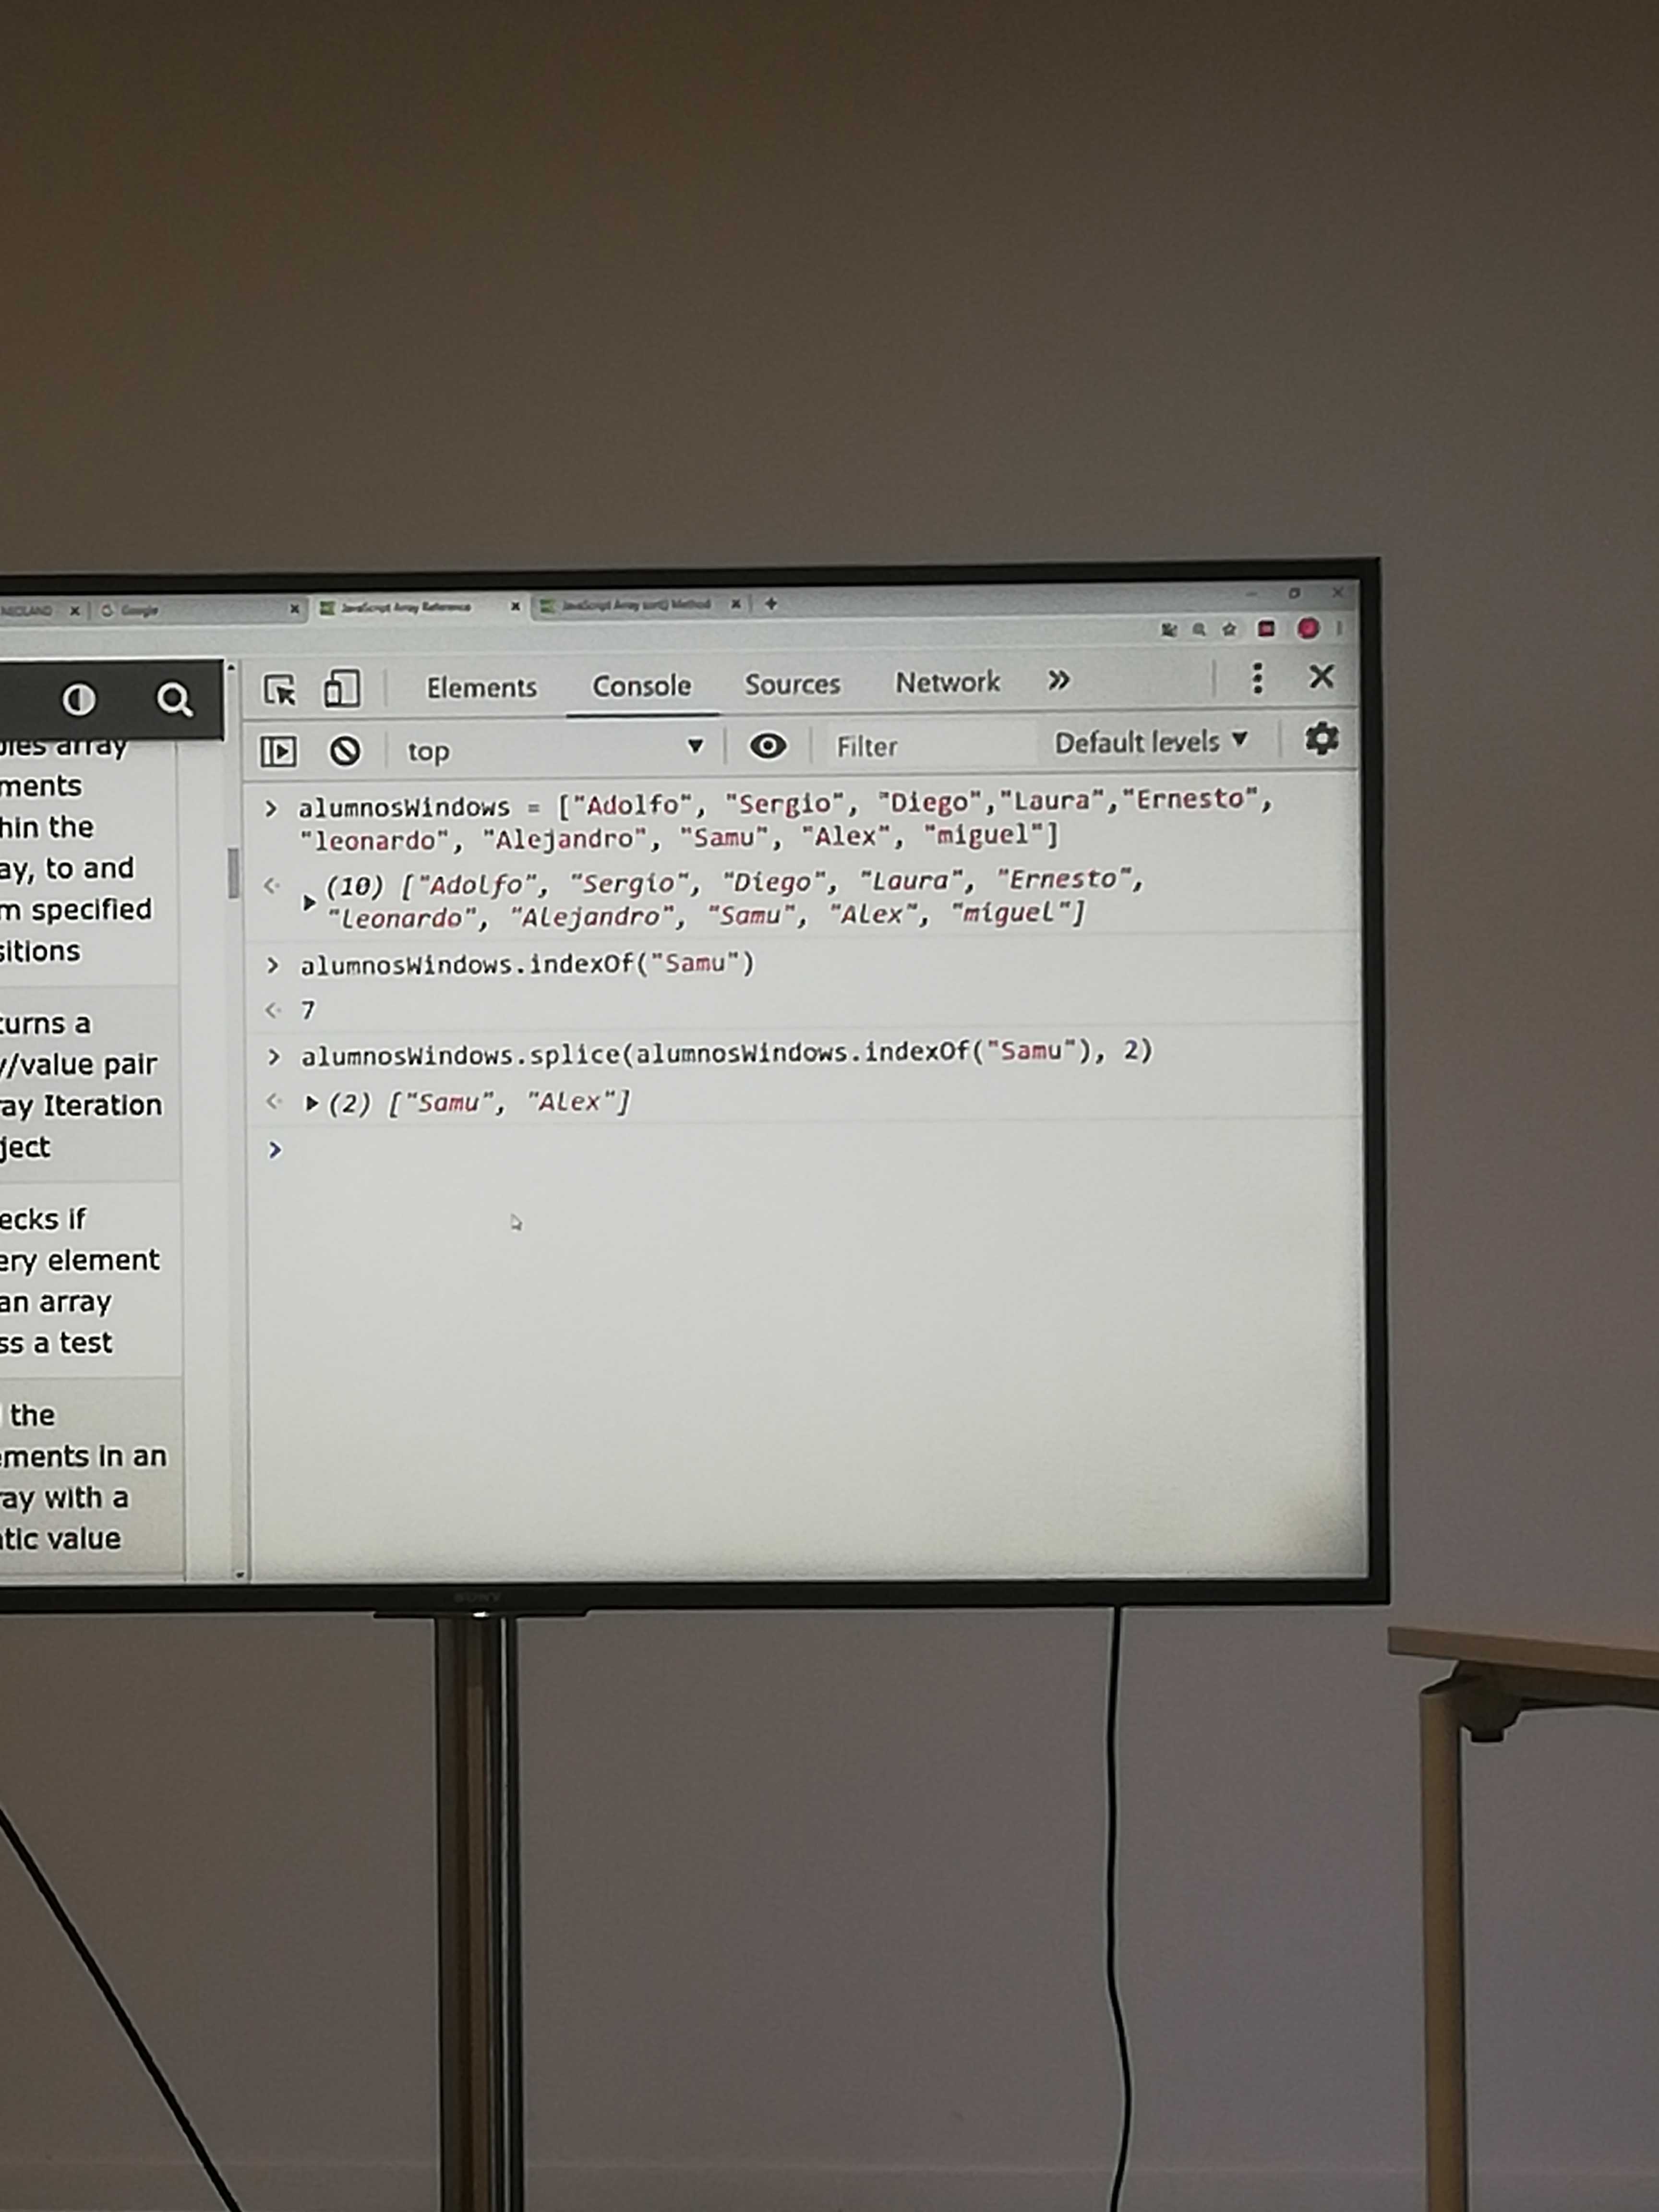 NEOLAND
Google
JavaScript Array Reference
JavaScript Array sort() Method
Elements Console Sources Network
top Filter Default levels
array
ments
hin the
ay, to and
m specified
sitions
turns a
y/value pair
ay Iteration
ject
ecks if
ery element
an array
ss a test
the
ements in an
ray with a
atic value
> alumnosWindows = ["Adolfo", "Sergio", "Diego","Laura","Ernesto",
"leonardo", "Alejandro", "Samu", "Alex", "miguel"]
(10) ["Adolfo", "Sergio", "Diego", "Laura", "Ernesto",
"leonardo", "Alejandro", "Samu", "Alex", "miguel"]
> alumnosWindows.indexOf("Samu")
7
> alumnosWindows.splice(alumnosWindows.indexOf("Samu"), 2)
(2) ["Samu", "Alex"]
>
SONY